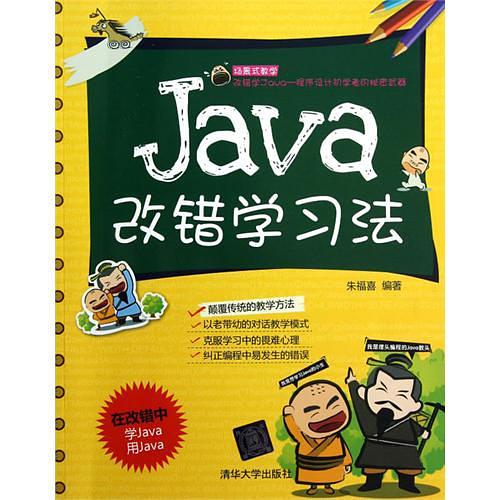 场景式教学
改错学Java—程序设计初学者的秘密武器
Java
改错学习法
朱福喜 编著
颠覆传统的教学方法
以老带幼的对话教学模式
克服学习中的畏难心理
纠正编程中易发生的错误
我是埋头编程的Java教头
我是想学习Java的小生
在改错中
学Java
用Java
清华大学出版社